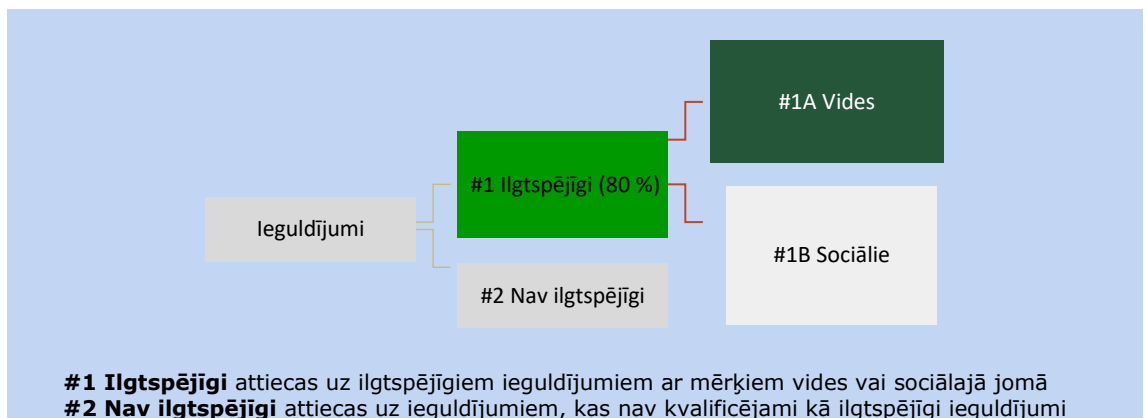 #1A Vides
#1 Ilgtspējīgi (80 %)
Ieguldījumi
#1B Sociālie
#2 Nav ilgtspējīgi
#1 Ilgtspējīgi attiecas uz ilgtspējīgiem ieguldījumiem ar mērķiem vides vai sociālajā jomā
#2 Nav ilgtspējīgi attiecas uz ieguldījumiem, kas nav kvalificējami kā ilgtspējīgi ieguldījumi